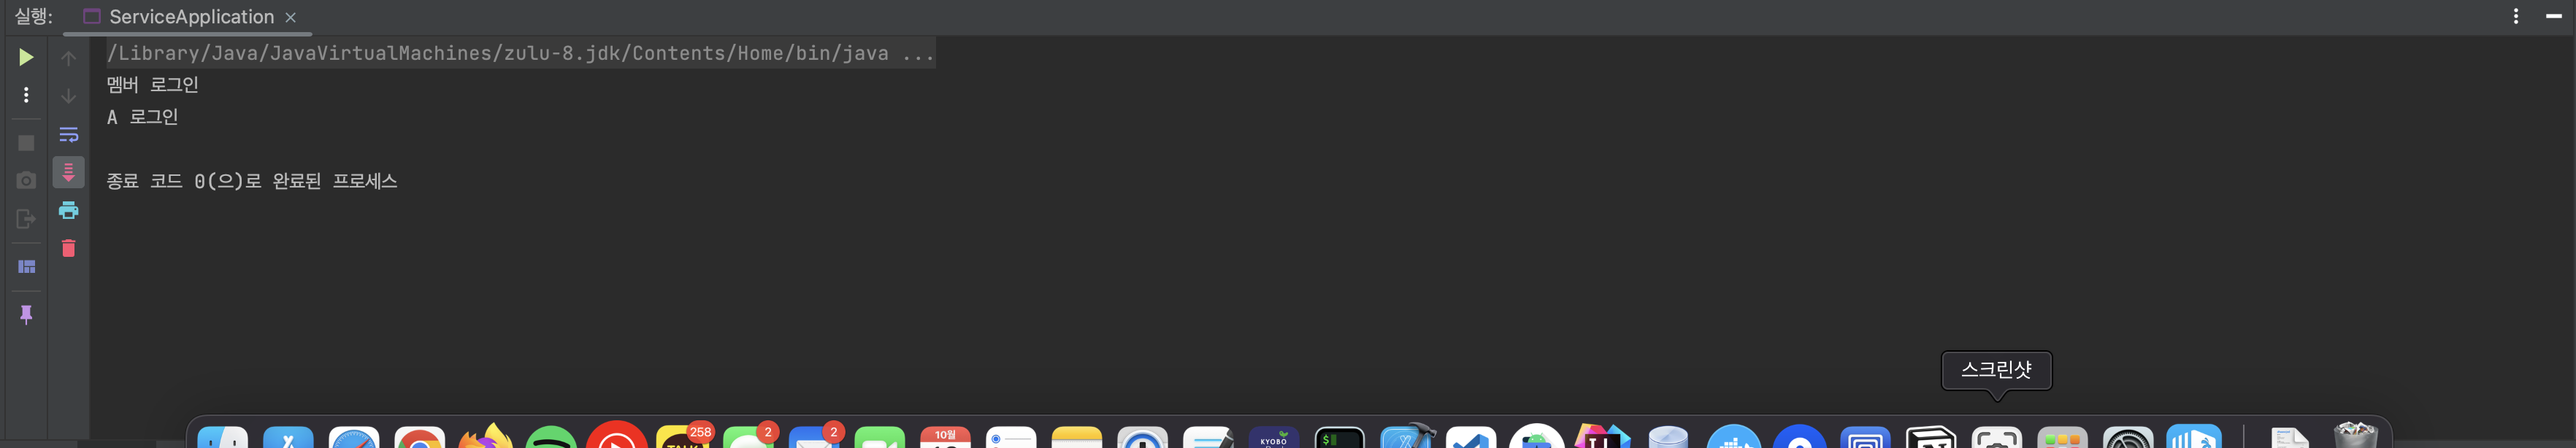 실행: ServiceApplication
/Library/Java/JavaVirtualMachines/zulu-8.jdk/Contents/Home/bin/java ...
멤버 로그인
A 로그인
종료 코드 0(으)로 완료된 프로세스
스크린샷
258
2
2
10월
KYOBO
$